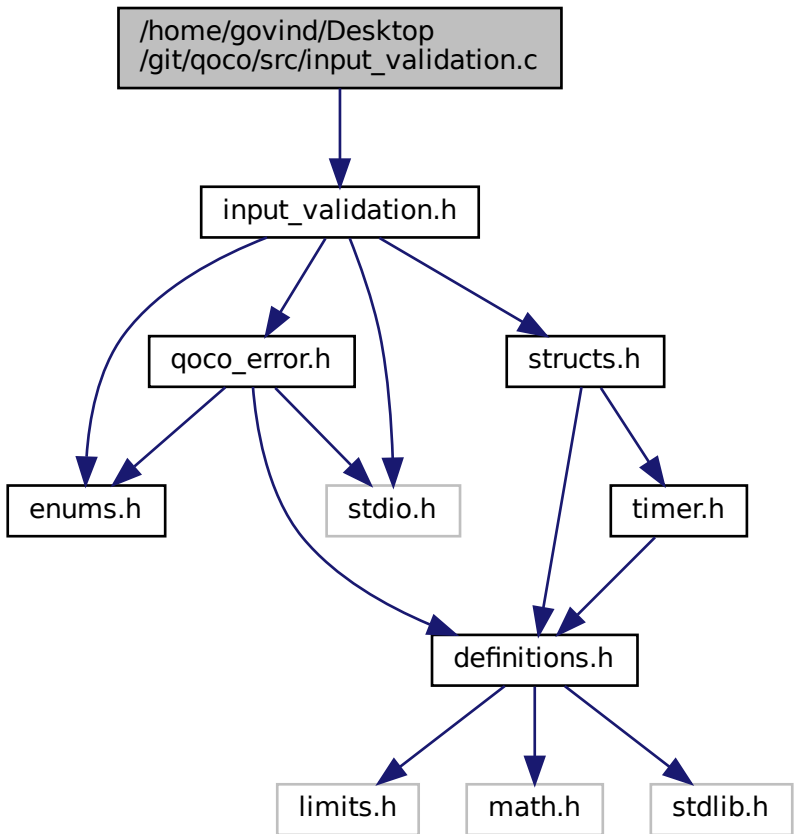 /home/govind/Desktop
/git/qoco/src/input_validation.c
input_validation.h
qoco_error.h
structs.h
enums.h
stdio.h
timer.h
definitions.h
limits.h
math.h
stdlib.h